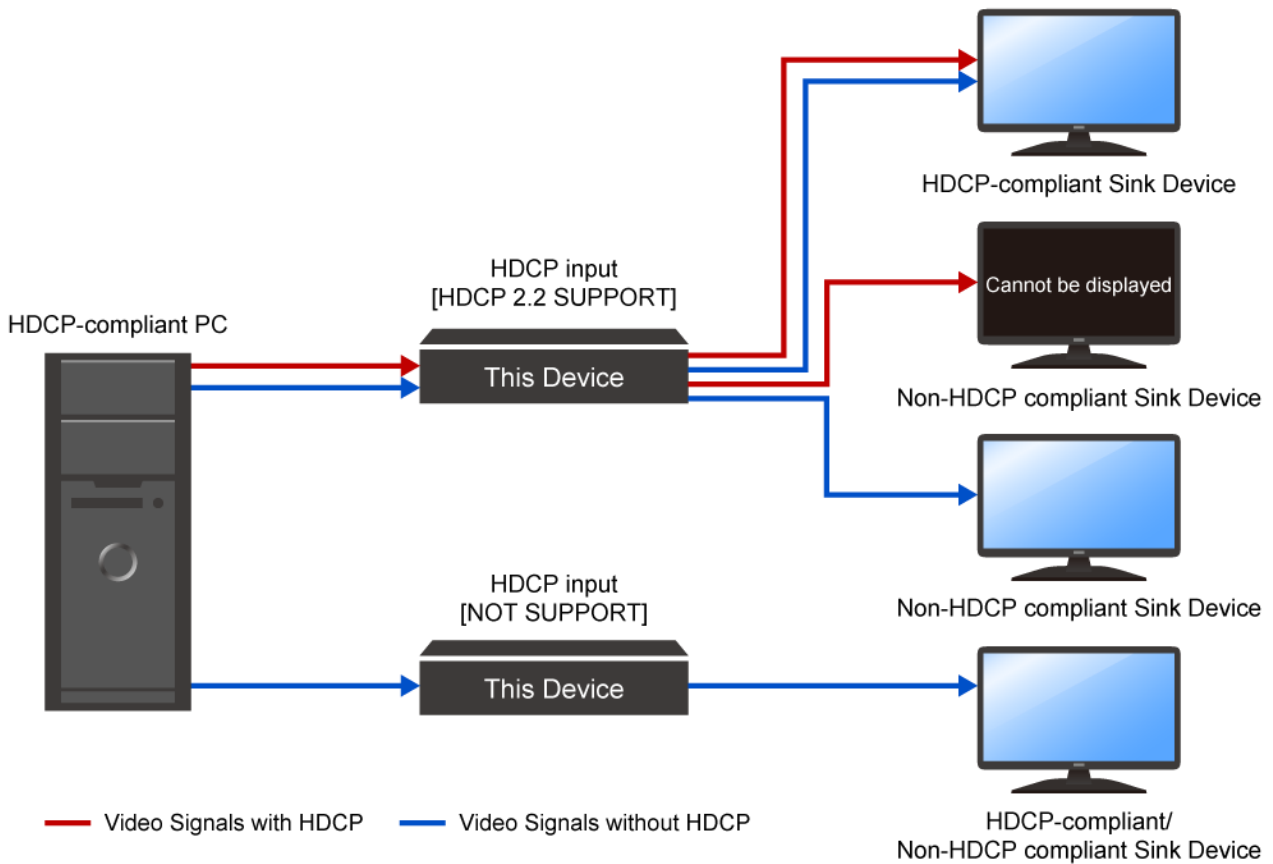 HDCP-compliant Sink Device
HDCP input
[HDCP 2.2 SUPPORT]
Cannot be displayed
HDCP-compliant PC
This Device
Non-HDCP compliant Sink Device
HDCP input
[NOT SUPPORT]
Non-HDCP compliant Sink Device
This Device
Video Signals with HDCP
Video Signals without HDCP
HDCP-compliant/
Non-HDCP compliant Sink Device